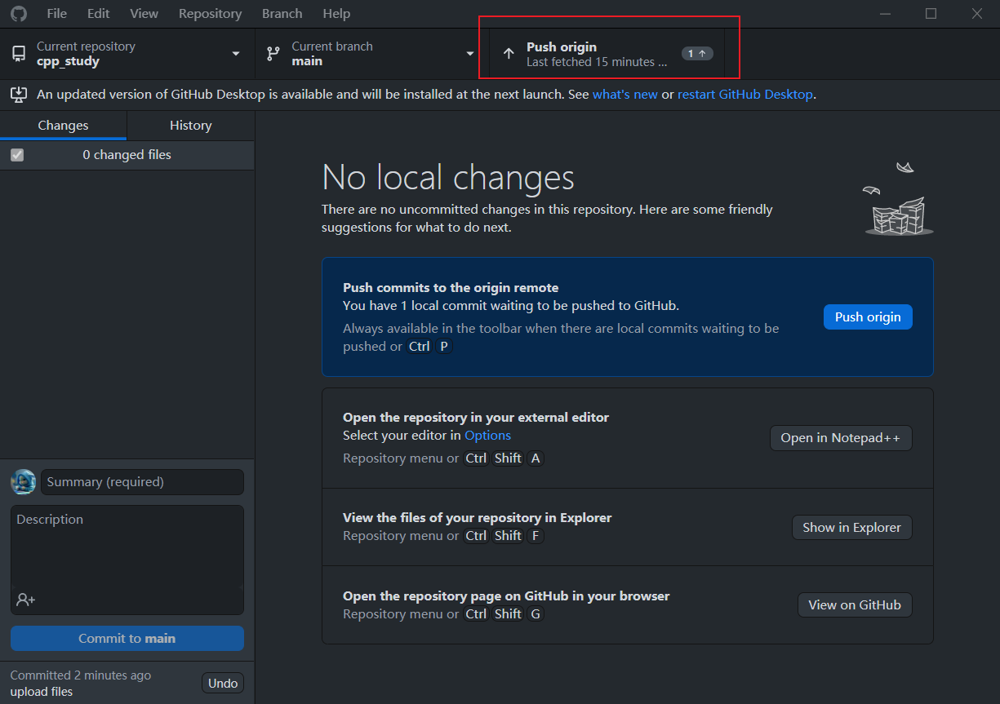 File Edit View Repository Branch Help
Current repository
cpp_study
Current branch
main
Push origin
Last fetched 15 minutes ...
1
An updated version of GitHub Desktop is available and will be installed at the next launch. See what's new or restart GitHub Desktop.
Changes
History
0 changed files
No local changes
There are no uncommitted changes in this repository. Here are some friendly
suggestions for what to do next.
Push commits to the origin remote
You have 1 local commit waiting to be pushed to GitHub.
Always available in the toolbar when there are local commits waiting to be
pushed or Ctrl P
Push origin
Open the repository in your external editor
Select your editor in Options
Repository menu or Ctrl Shift A
Open in Notepad++
View the files of your repository in Explorer
Repository menu or Ctrl Shift F
Show in Explorer
Open the repository page on GitHub in your browser
Repository menu or Ctrl Shift G
View on GitHub
Summary (required)
Description
Commit to main
Committed 2 minutes ago
upload files
Undo